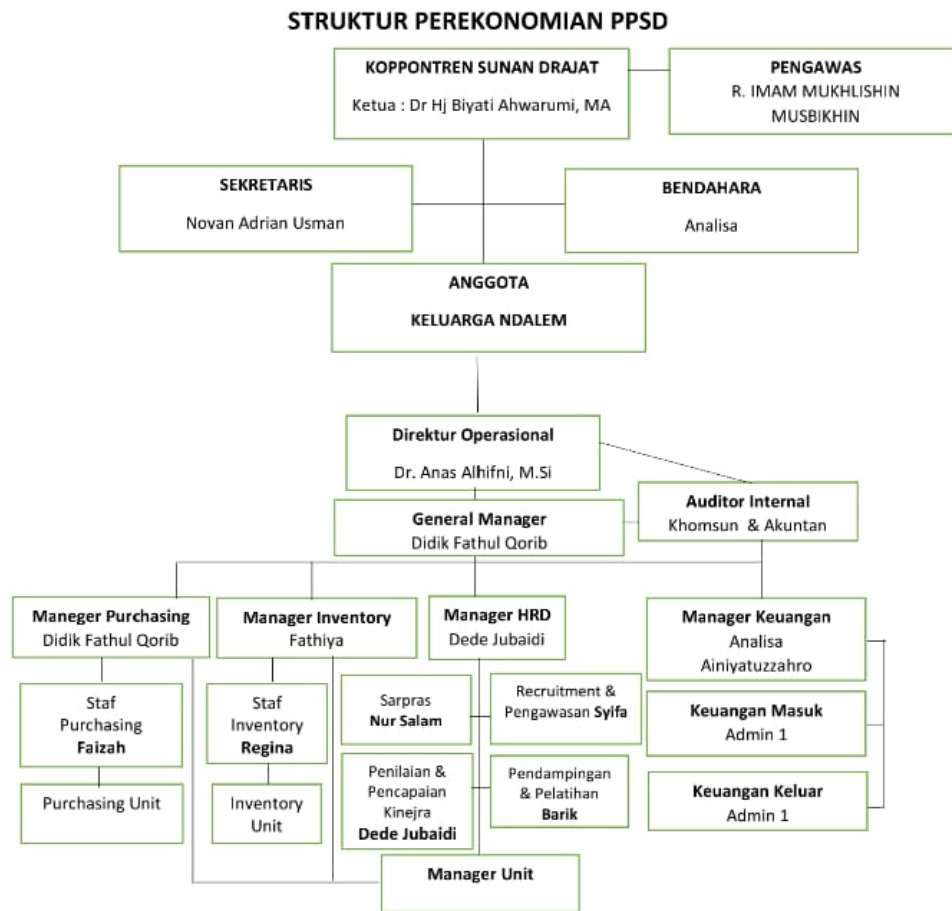 STRUKTUR PEREKONOMIAN PPSD
KOPPONTREN SUNAN DRAJAT
Ketua : Dr Hj Biyati Ahwarumi, MA
PENGAWAS
R. IMAM MUKHLISHIN
MUSBIKHIN
SEKRETARIS
Novan Adrian Usman
BENDAHARA
Analisa
ANGGOTA
KELUARGA NDALEM
Direktur Operasional
Dr. Anas Alhifni, M.Si
General Manager
Didik Fathul Qorib
Auditor Internal
Khomsun & Akuntan
Maneger Purchasing
Didik Fathul Qorib
Manager Inventory
Fathiya
Manager HRD
Dede Jubaidi
Manager Keuangan
Analisa
Ainiyatuzzahro
Staf
Purchasing
Faizah
Staf
Inventory
Regina
Sarpras
Nur Salam
Recruitment &
Pengawasan Syifa
Keuangan Masuk
Admin 1
Purchasing Unit
Inventory
Unit
Penilaian &
Pencapaian
Kinejra
Dede Jubaidi
Pendampingan
& Pelatihan
Barik
Keuangan Keluar
Admin 1
Manager Unit